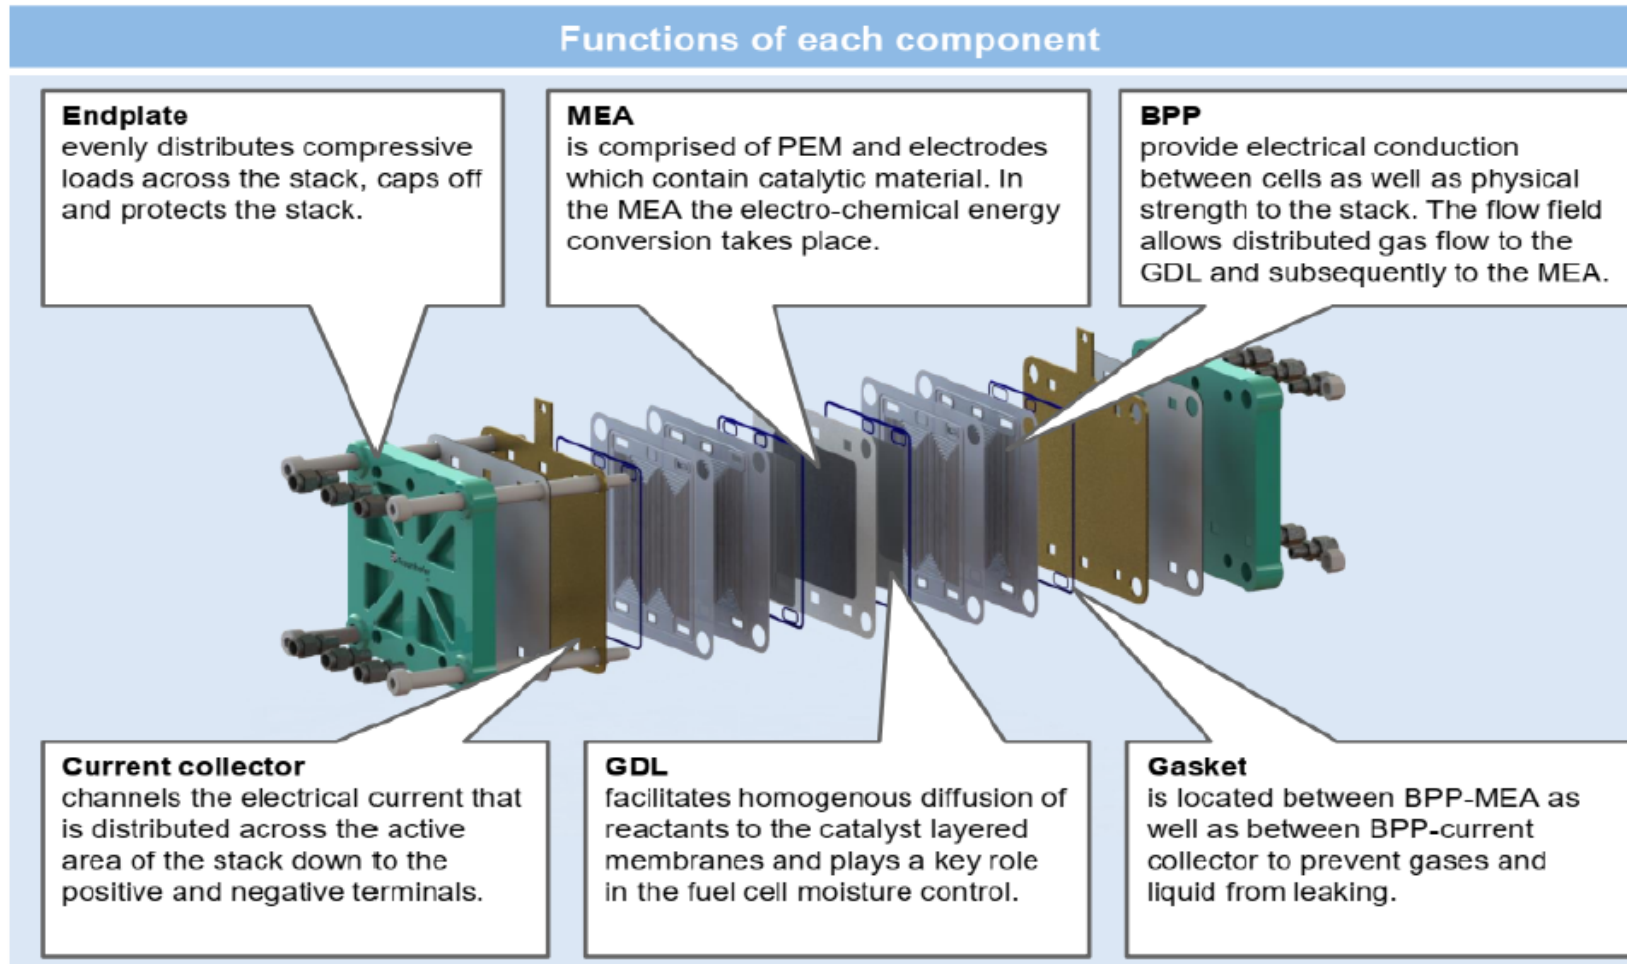 Functions of each component
Endplate
evenly distributes compressive
loads across the stack, caps off
and protects the stack.
MEA
is comprised of PEM and electrodes
which contain catalytic material. In
the MEA the electro-chemical energy
conversion takes place.
BPP
provide electrical conduction
between cells as well as physical
strength to the stack. The flow field
allows distributed gas flow to the
GDL and subsequently to the MEA.
Current collector
channels the electrical current that
is distributed across the active
area of the stack down to the
positive and negative terminals.
GDL
facilitates homogenous diffusion of
reactants to the catalyst layered
membranes and plays a key role
in the fuel cell moisture control.
Gasket
is located between BPP-MEA as
well as between BPP-current
collector to prevent gases and
liquid from leaking.